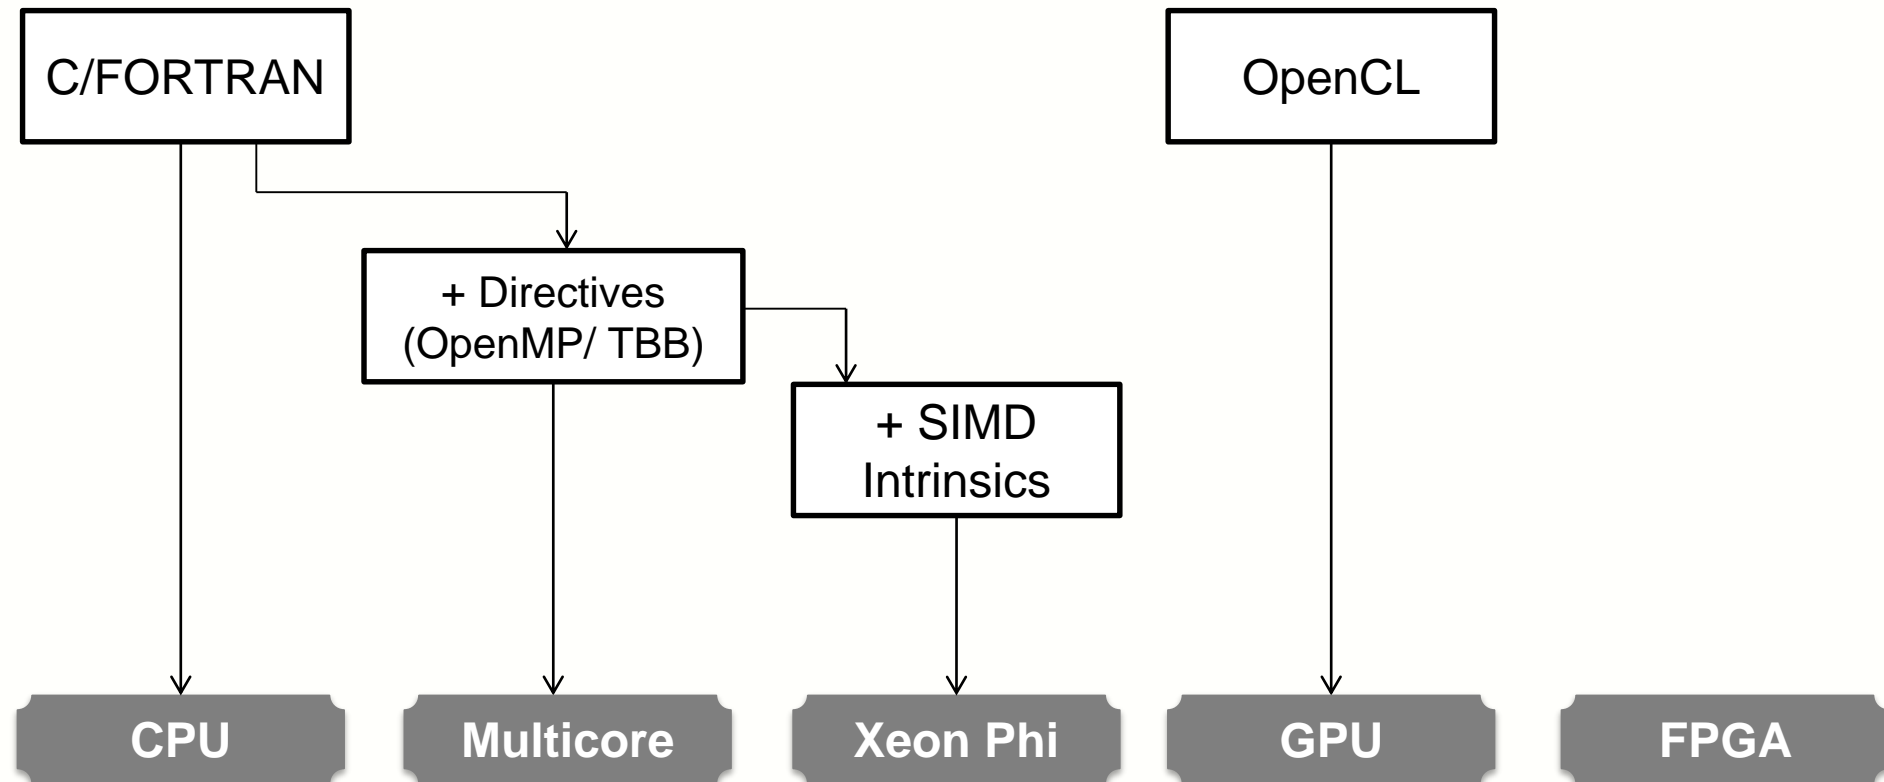 C/FORTRAN
OpenCL
+ Directives
(OpenMP/ TBB)
+ SIMD
Intrinsics
CPU
Multicore
Xeon Phi
GPU
FPGA